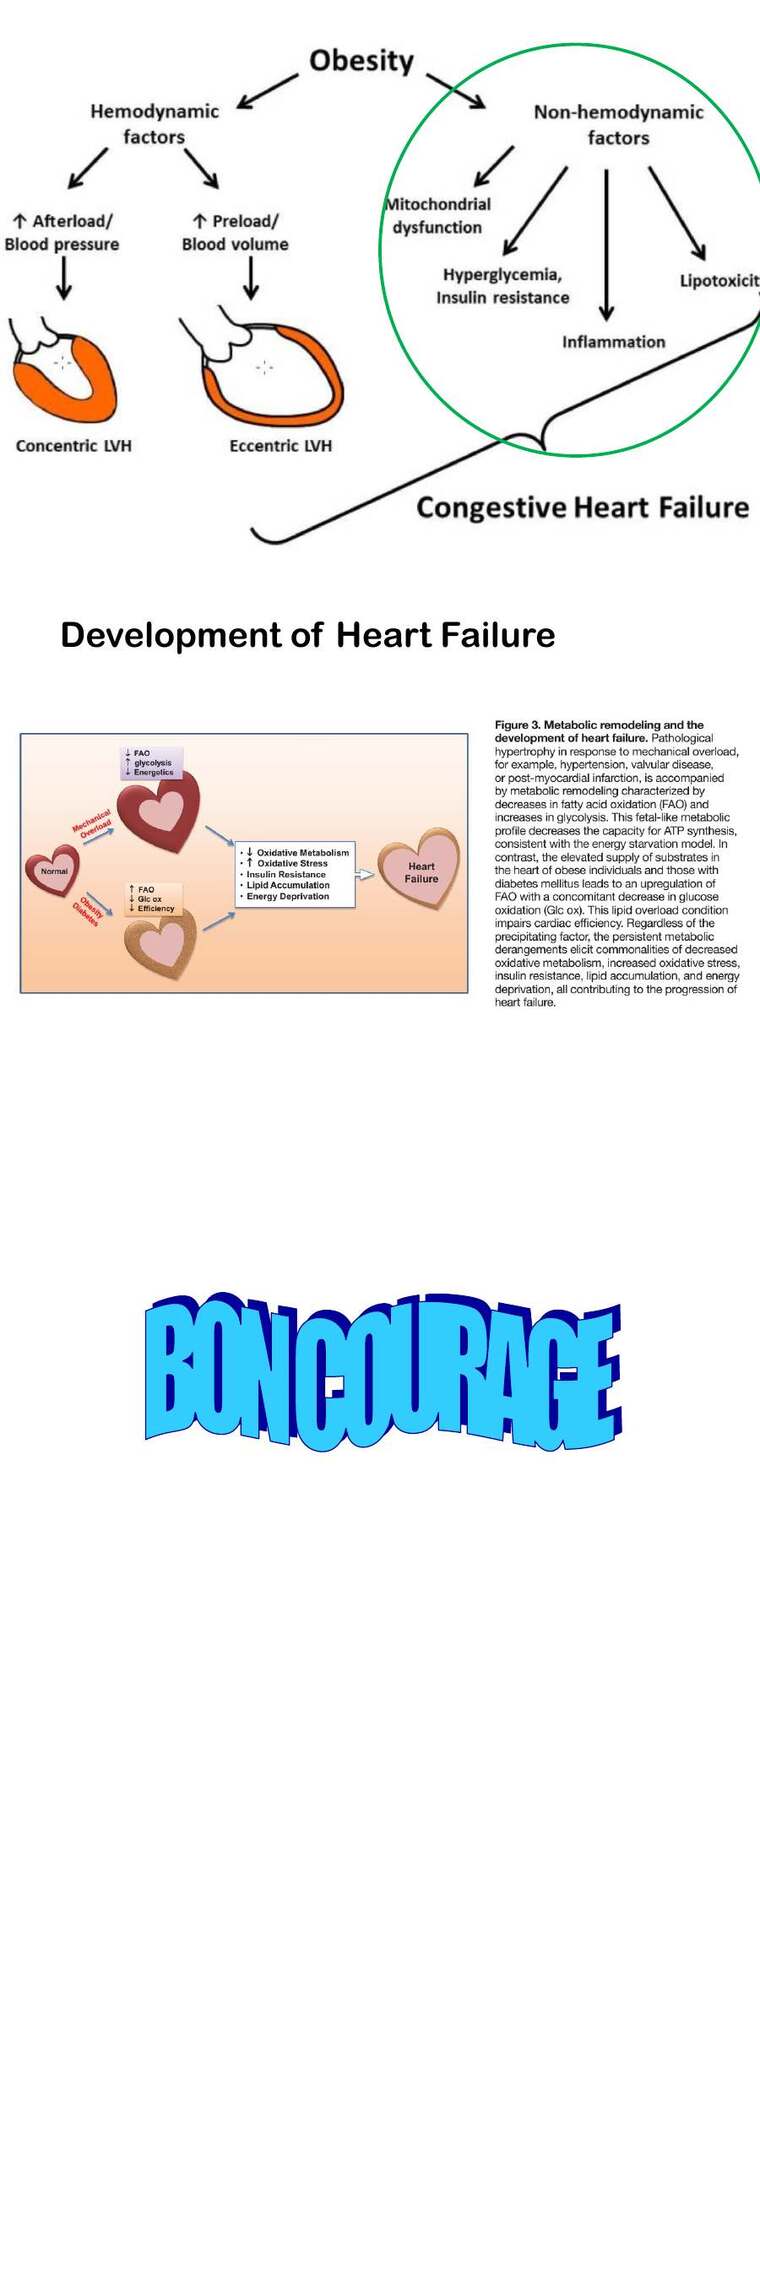 Obesity
Hemodynamic
factors
Non-hemodynamic
factors
↑ Afterload/
Blood pressure
↑ Preload/
Blood volume
Mitochondrial
dysfunction
Hyperglycemia,
Insulin resistance
Lipotoxicit
Inflammation
Concentric LVH
Eccentric LVH
Congestive Heart Failure
Development of Heart Failure
↓ FAO
↑ glycolysis
↓ Energetics
Mechanical
Overload
Normal
Obesity
Diabetes
↑ FAO
↓ Glc ox
↓ Efficiency
• ↓ Oxidative Metabolism
• ↑ Oxidative Stress
• Insulin Resistance
• Lipid Accumulation
• Energy Deprivation
Heart
Failure
Figure 3. Metabolic remodeling and the
development of heart failure. Pathological
hypertrophy in response to mechanical overload,
for example, hypertension, valvular disease,
or post-myocardial infarction, is accompanied
by metabolic remodeling characterized by
decreases in fatty acid oxidation (FAO) and
increases in glycolysis. This fetal-like metabolic
profile decreases the capacity for ATP synthesis,
consistent with the energy starvation model. In
contrast, the elevated supply of substrates in
the heart of obese individuals and those with
diabetes mellitus leads to an upregulation of
FAO with a concomitant decrease in glucose
oxidation (Glc ox). This lipid overload condition
impairs cardiac efficiency. Regardless of the
precipitating factor, the persistent metabolic
derangements elicit commonalities of decreased
oxidative metabolism, increased oxidative stress,
insulin resistance, lipid accumulation, and energy
deprivation, all contributing to the progression of
heart failure.
BON COURAGE